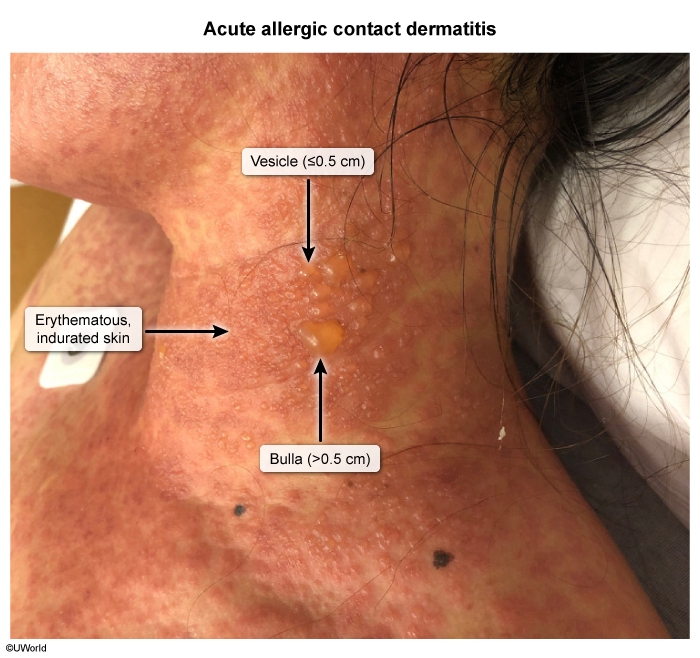 Acute allergic contact dermatitis
Vesicle (≤0.5 cm)
Erythematous,
indurated skin
Bulla (>0.5 cm)
©UWorld